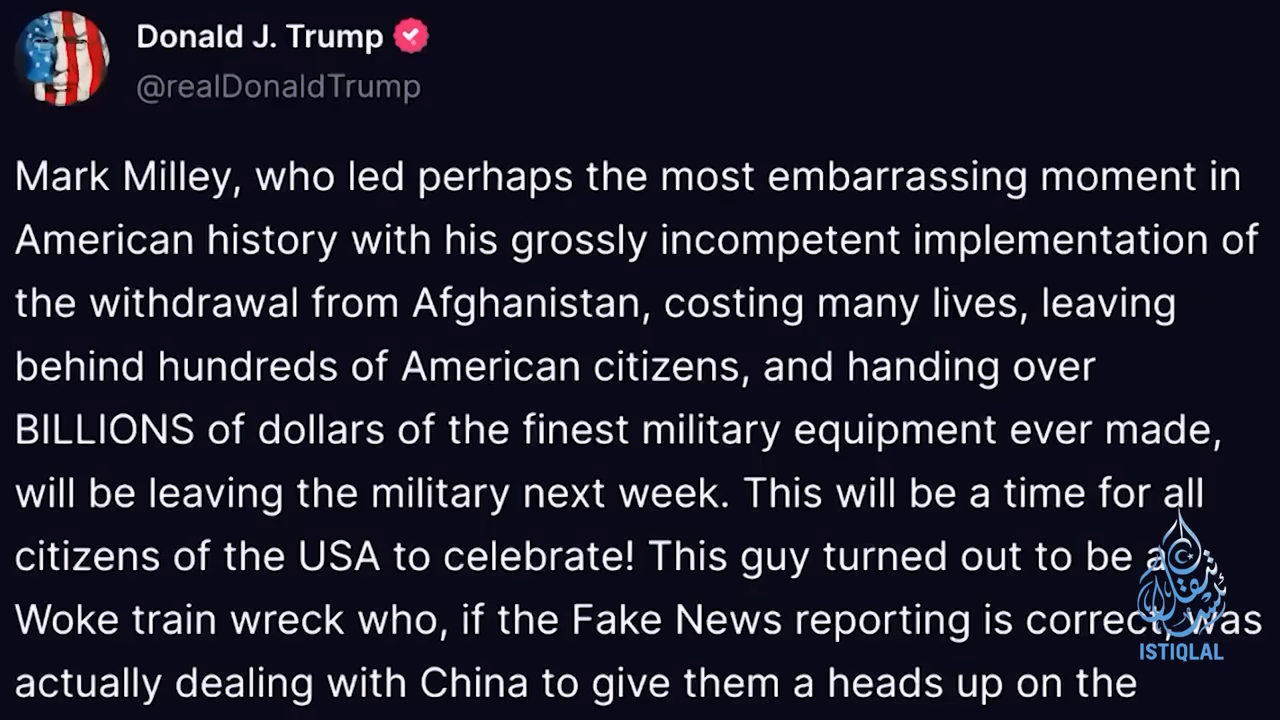 Donald J. Trump
@realDonaldTrump
Mark Milley, who led perhaps the most embarrassing moment in
American history with his grossly incompetent implementation of
the withdrawal from Afghanistan, costing many lives, leaving
behind hundreds of American citizens, and handing over
BILLIONS of dollars of the finest military equipment ever made,
will be leaving the military next week. This will be a time for all
citizens of the USA to celebrate! This guy turned out to be a
Woke train wreck who, if the Fake News reporting is correct, was
actually dealing with China to give them a heads up on the
ISTIQLAL